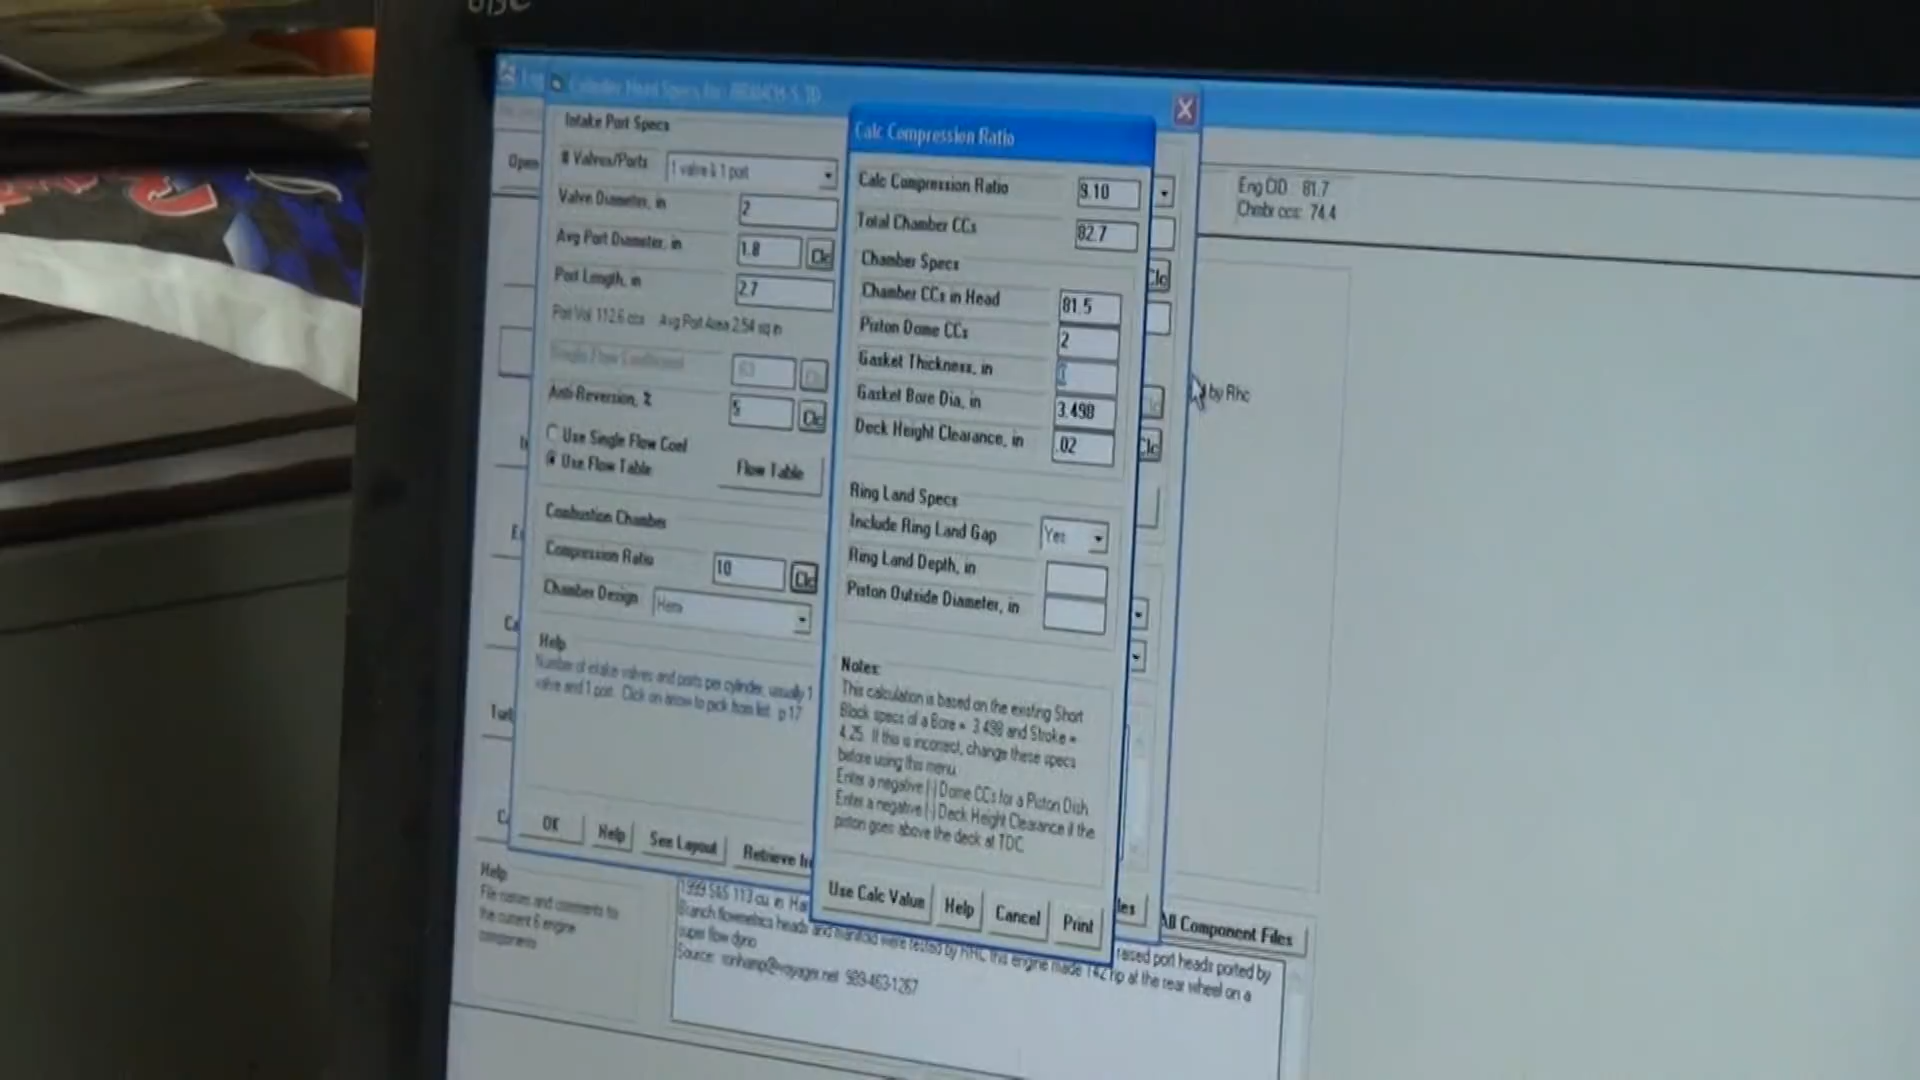 Intake Port Specs
# Valves/Ports
1 valve & 1 port
Valve Diameter, in
2
Avg Port Diameter, in
1.8
Clc
Port Length, in
2.7
Port Vol: 112.6 ccs Avg Port Area 2.54 sq in
Single Flow Coefficient
Anti-Reversion, %
5
Clc
Use Single Flow Coef
Use Flow Table
Flow Table
Combustion Chamber
Compression Ratio
10
Clc
Chamber Design
Hemi
Help
Number of intake valves and ports per cylinder, usually 1
valve and 1 port. Click on arrow to pick from list. p 17
OK
Help
See Layout
Retrieve
Calc Compression Ratio
Calc Compression Ratio
9.10
Total Chamber CCs
82.7
Chamber Specs
Chamber CCs in Head
81.5
Piston Dome CCs
2
Gasket Thickness, in
Gasket Bore Dia, in
3.498
Deck Height Clearance, in
.02
Ring Land Specs
Include Ring Land Gap
Yes
Ring Land Depth, in
Piston Outside Diameter, in
Notes:
This calculation is based on the existing Short
Block specs of a Bore = 3.498 and Stroke =
4.25. If this is incorrect, change these specs
before using this menu.
Enter a negative (-) Dome CCs for a Piston Dish.
Enter a negative (-) Deck Height Clearance if the
piston goes above the deck at TDC.
Use Calc Value
Help
Cancel
Print
Open
Eng CID 81.7
Chmbr ccs: 74.4
by Rhc
All Component Files
Help
File names and comments for
the current 6 engine
components
1999 S&S 113 cu in
raised port heads ported by
Branch flowmetrics heads and manifold were tested by RHC this engine made 142 hp at the rear wheel on a
super flow dyno
Source: ronhamp@voyager.net 989-463-1267